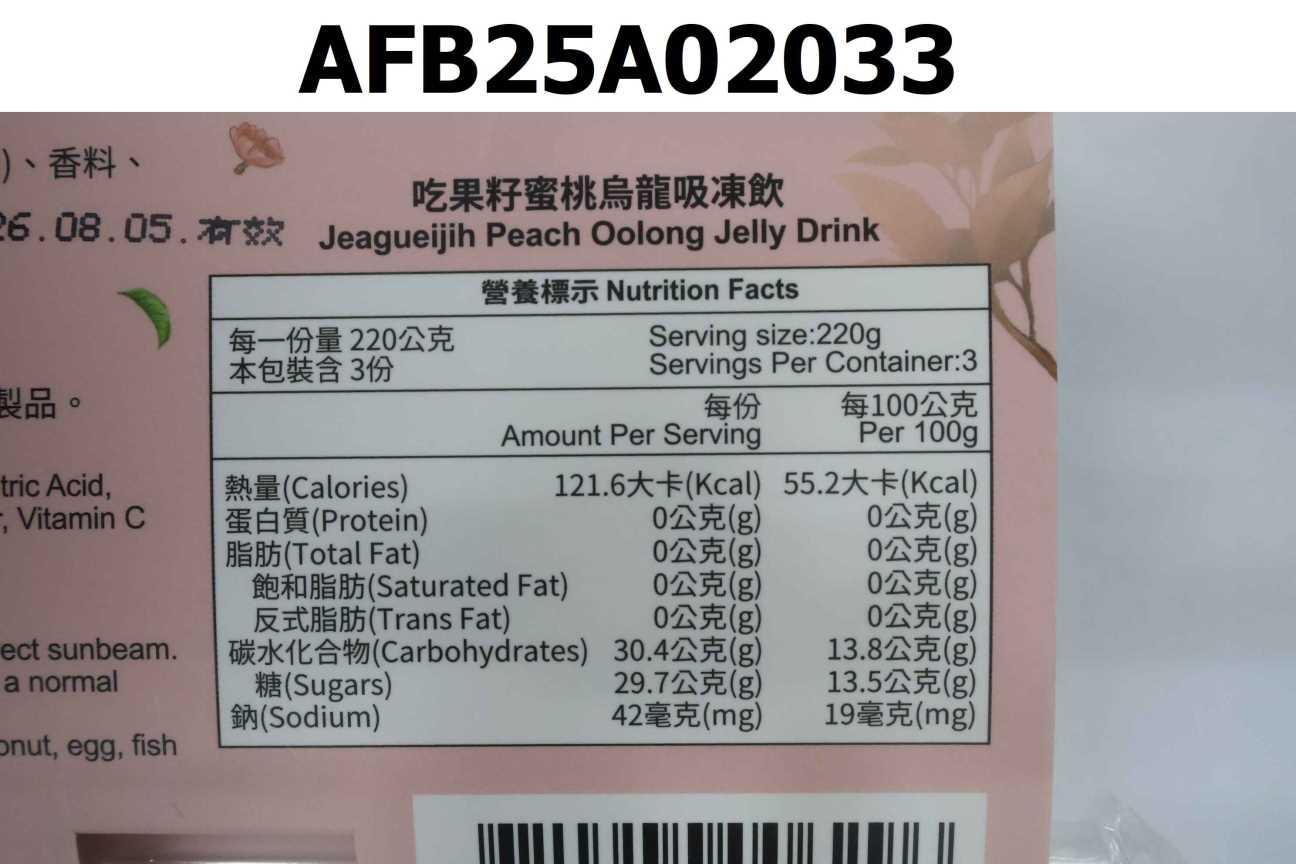 AFB25A02033
)、香料、
26.08.05.有效
製品。
tric Acid,
, Vitamin C
ect sunbeam.
a normal
onut, egg, fish
吃果籽蜜桃烏龍吸凍飲
Jeagueijih Peach Oolong Jelly Drink
營養標示 Nutrition Facts
每一份量 220公克 Serving size:220g
本包裝含 3份 Servings Per Container:3
每份 每100公克
Amount Per Serving Per 100g
熱量(Calories) 121.6大卡(Kcal) 55.2大卡(Kcal)
蛋白質(Protein) 0公克(g) 0公克(g)
脂肪(Total Fat) 0公克(g) 0公克(g)
飽和脂肪(Saturated Fat) 0公克(g) 0公克(g)
反式脂肪(Trans Fat) 0公克(g) 0公克(g)
碳水化合物(Carbohydrates) 30.4公克(g) 13.8公克(g)
糖(Sugars) 29.7公克(g) 13.5公克(g)
鈉(Sodium) 42毫克(mg) 19毫克(mg)